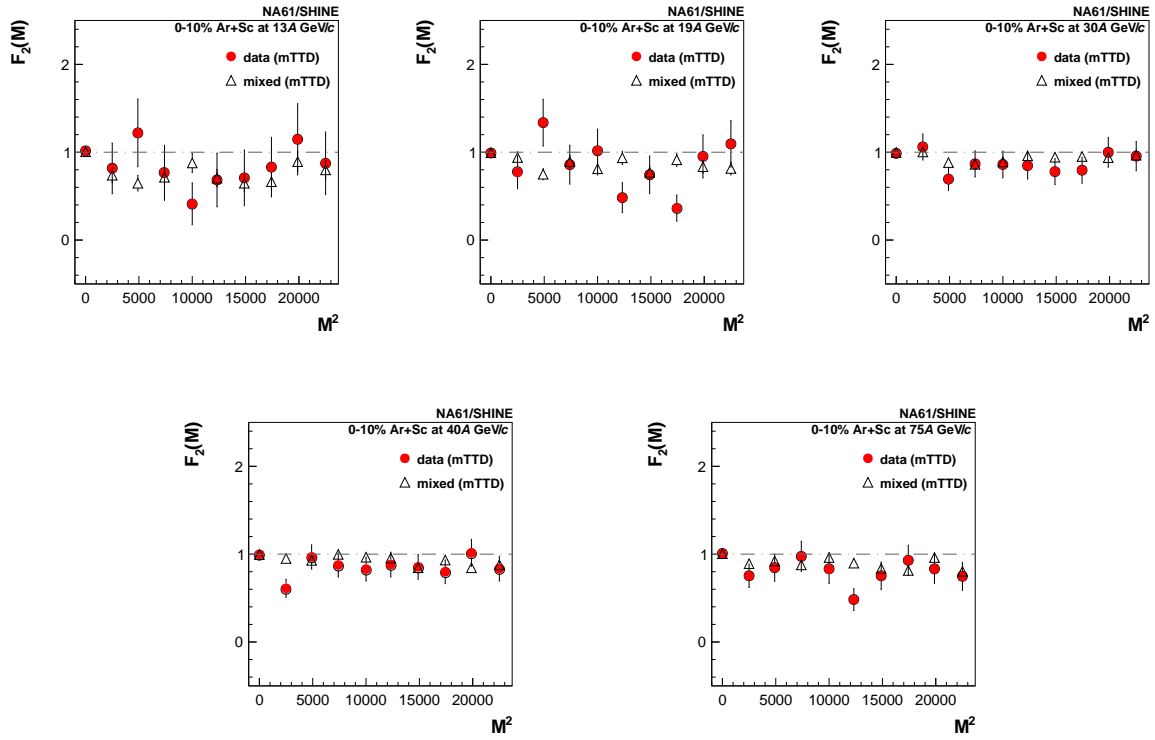 NA61/SHINE
0-10% Ar+Sc at 13A GeV/c
F2(M)
data (mTTD)
mixed (mTTD)
2
1
0
0 5000 10000 15000 20000
M²
NA61/SHINE
0-10% Ar+Sc at 19A GeV/c
F2(M)
data (mTTD)
mixed (mTTD)
2
1
0
0 5000 10000 15000 20000
M²
NA61/SHINE
0-10% Ar+Sc at 30A GeV/c
F2(M)
data (mTTD)
mixed (mTTD)
2
1
0
0 5000 10000 15000 20000
M²
NA61/SHINE
0-10% Ar+Sc at 40A GeV/c
F2(M)
data (mTTD)
mixed (mTTD)
2
1
0
0 5000 10000 15000 20000
M²
NA61/SHINE
0-10% Ar+Sc at 75A GeV/c
F2(M)
data (mTTD)
mixed (mTTD)
2
1
0
0 5000 10000 15000 20000
M²